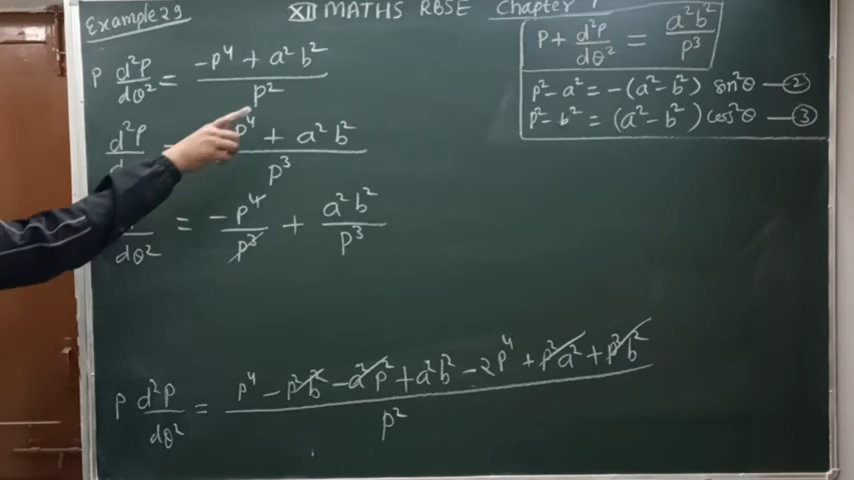 Example 29
XII MATHS RBSE Chapter 7
P d²P/dθ² = (-P⁴ + a²b²)/P²
d²P/d = P⁴ + a²b²/P³
dθ² = -P⁴/P³ + a²b²/P³
P d²P/dθ² = (P⁴ - P²b² - a²P² + a²b² - 2P⁴ + P²a² + P²b²)/P²
P + d²P/dθ² = a²b²/P³
P² - a² = -(a² - b²) sin²θ —②
P² - b² = (a² - b²) cos²θ —③